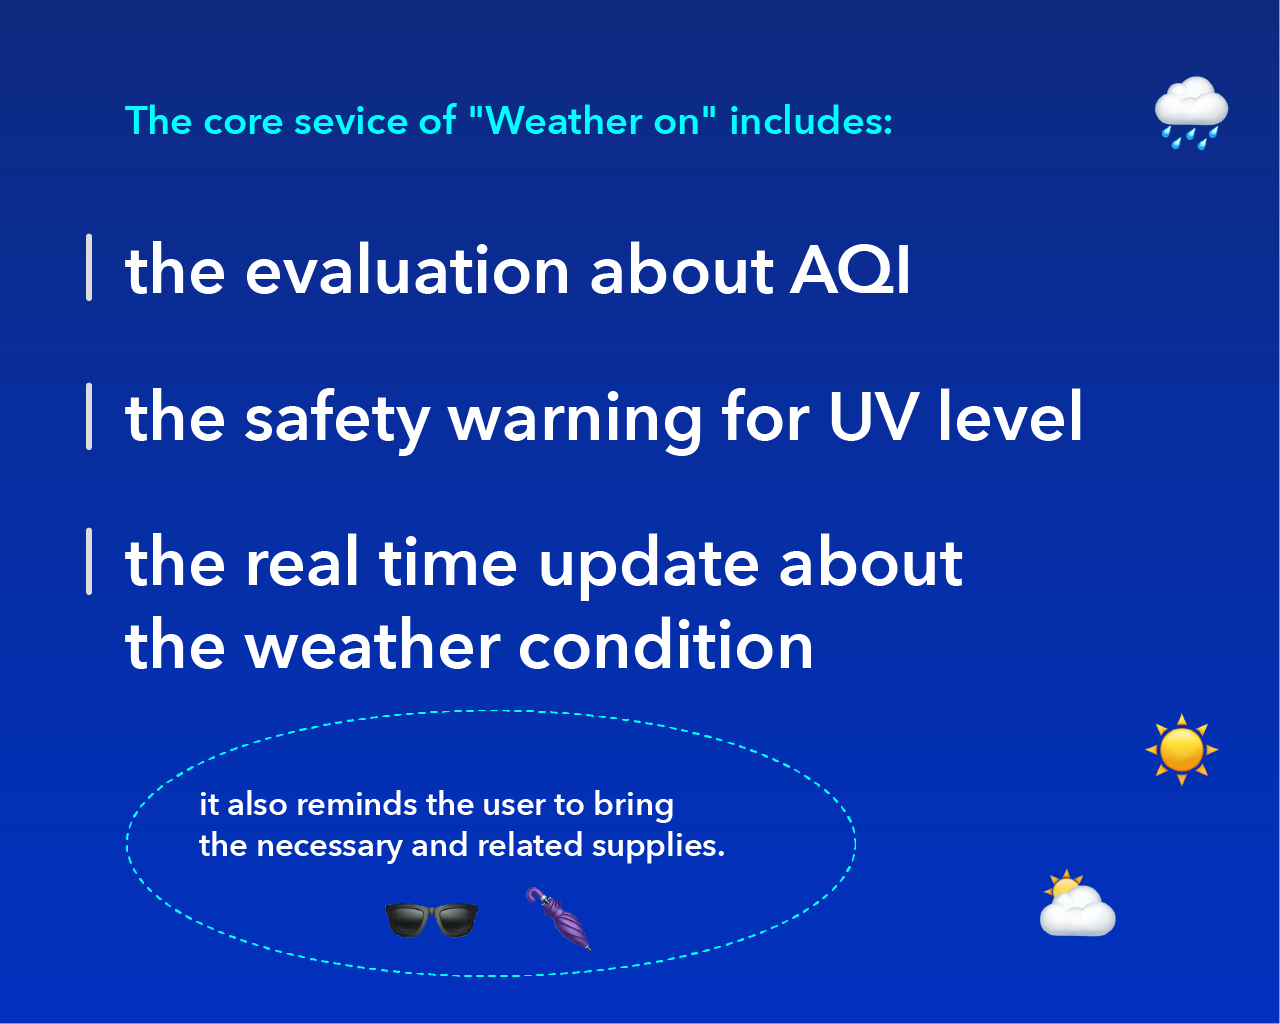 The core sevice of "Weather on" includes:
the evaluation about AQI
the safety warning for UV level
the real time update about
the weather condition
it also reminds the user to bring
the necessary and related supplies.